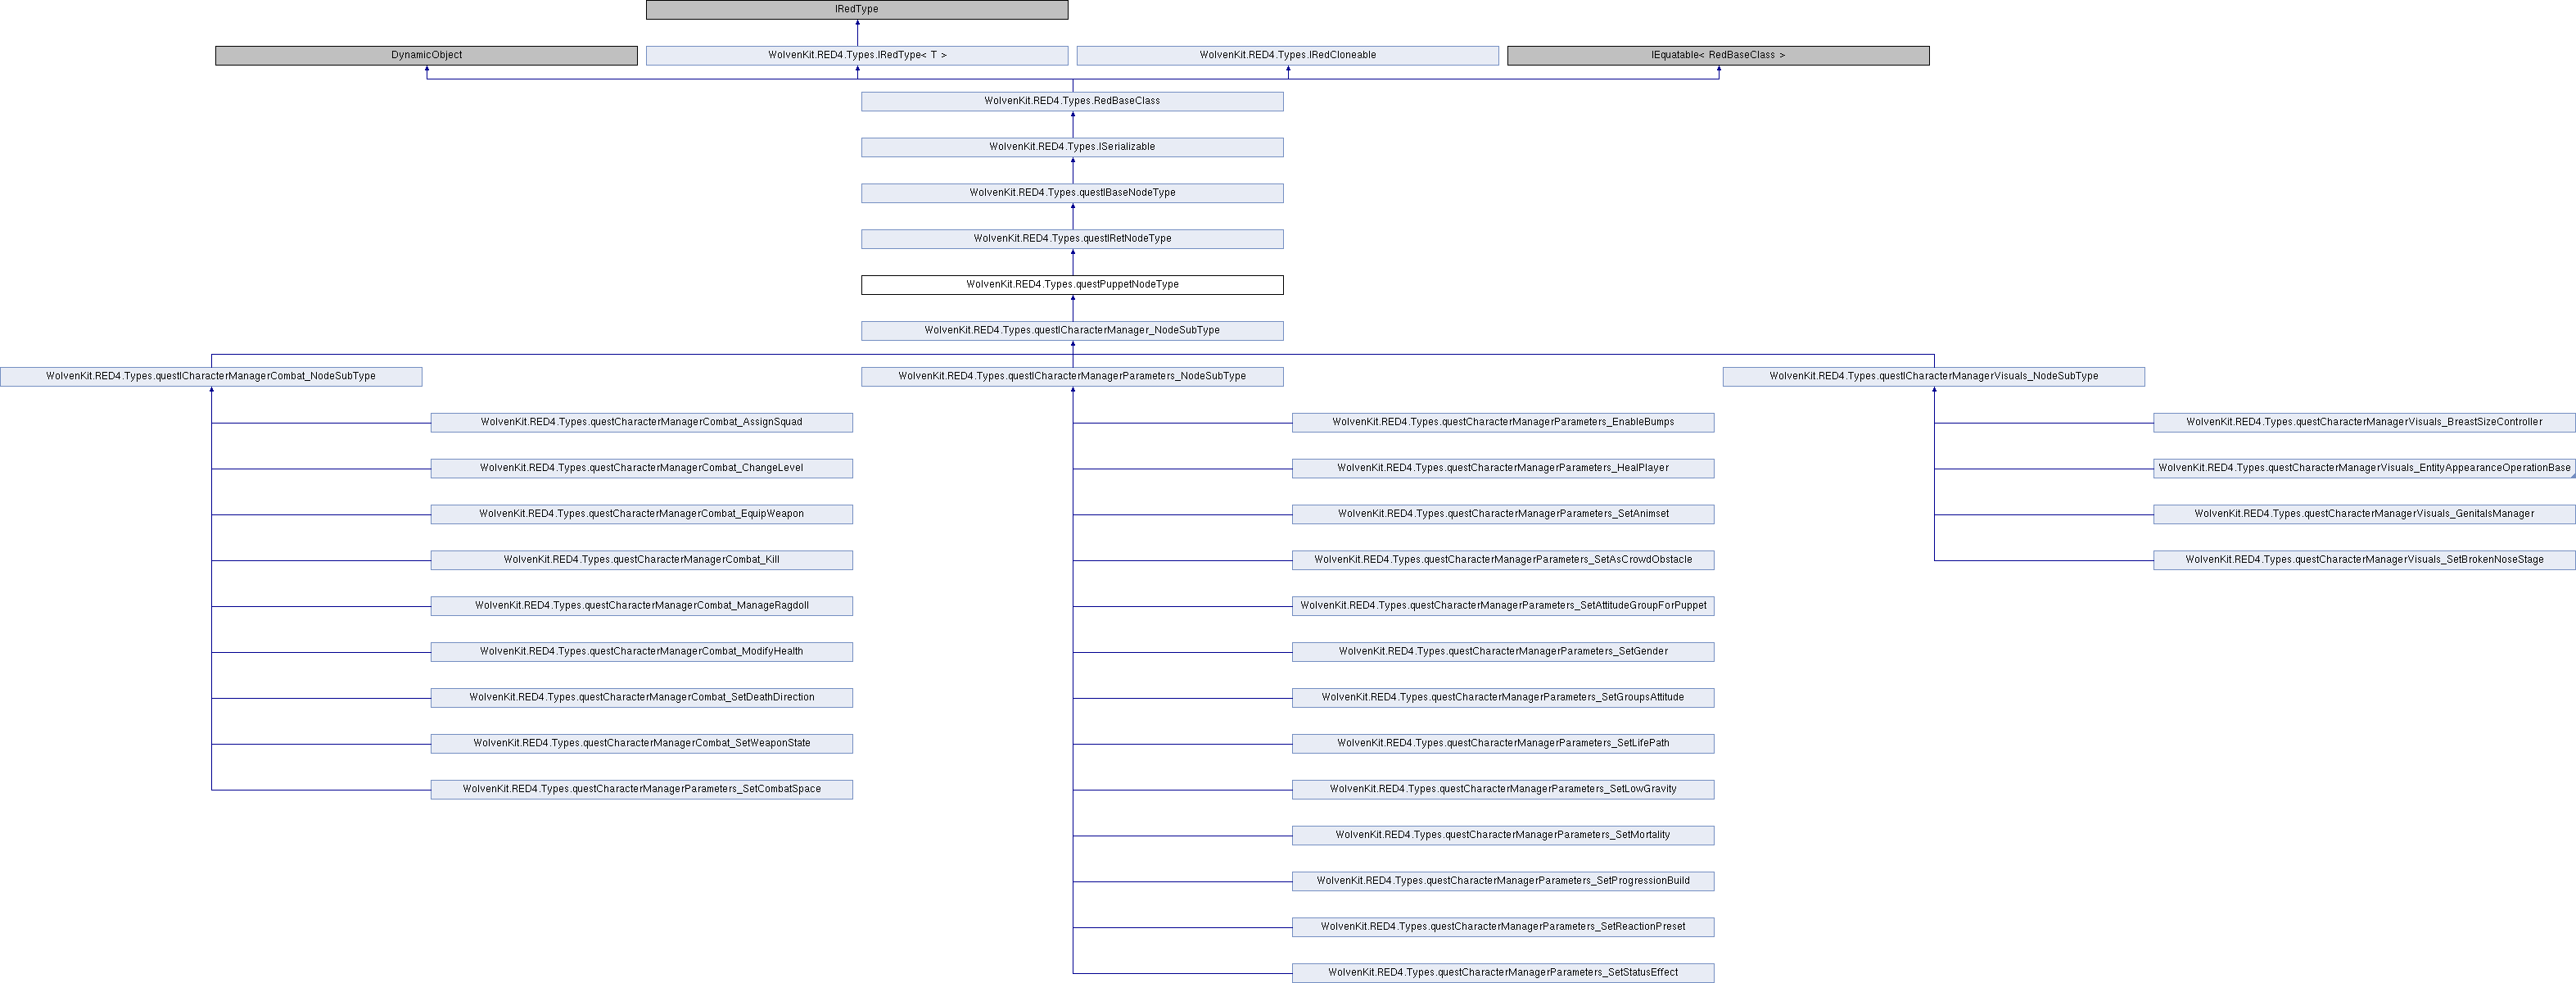 IRedType
DynamicObject
WolvenKit.RED4.Types.IRedType< T >
WolvenKit.RED4.Types.IRedCloneable
IEquatable< RedBaseClass >
WolvenKit.RED4.Types.RedBaseClass
WolvenKit.RED4.Types.ISerializable
WolvenKit.RED4.Types.questIBaseNodeType
WolvenKit.RED4.Types.questIRetNodeType
WolvenKit.RED4.Types.questPuppetNodeType
WolvenKit.RED4.Types.questICharacterManager_NodeSubType
WolvenKit.RED4.Types.questICharacterManagerCombat_NodeSubType
WolvenKit.RED4.Types.questICharacterManagerParameters_NodeSubType
WolvenKit.RED4.Types.questICharacterManagerVisuals_NodeSubType
WolvenKit.RED4.Types.questCharacterManagerCombat_AssignSquad
WolvenKit.RED4.Types.questCharacterManagerParameters_EnableBumps
WolvenKit.RED4.Types.questCharacterManagerVisuals_BreastSizeController
WolvenKit.RED4.Types.questCharacterManagerCombat_ChangeLevel
WolvenKit.RED4.Types.questCharacterManagerParameters_HealPlayer
WolvenKit.RED4.Types.questCharacterManagerVisuals_EntityAppearanceOperationBase
WolvenKit.RED4.Types.questCharacterManagerCombat_EquipWeapon
WolvenKit.RED4.Types.questCharacterManagerParameters_SetAnimset
WolvenKit.RED4.Types.questCharacterManagerVisuals_GenitalsManager
WolvenKit.RED4.Types.questCharacterManagerCombat_Kill
WolvenKit.RED4.Types.questCharacterManagerParameters_SetAsCrowdObstacle
WolvenKit.RED4.Types.questCharacterManagerVisuals_SetBrokenNoseStage
WolvenKit.RED4.Types.questCharacterManagerCombat_ManageRagdoll
WolvenKit.RED4.Types.questCharacterManagerParameters_SetAttitudeGroupForPuppet
WolvenKit.RED4.Types.questCharacterManagerCombat_ModifyHealth
WolvenKit.RED4.Types.questCharacterManagerParameters_SetGender
WolvenKit.RED4.Types.questCharacterManagerCombat_SetDeathDirection
WolvenKit.RED4.Types.questCharacterManagerParameters_SetGroupsAttitude
WolvenKit.RED4.Types.questCharacterManagerCombat_SetWeaponState
WolvenKit.RED4.Types.questCharacterManagerParameters_SetLifePath
WolvenKit.RED4.Types.questCharacterManagerParameters_SetCombatSpace
WolvenKit.RED4.Types.questCharacterManagerParameters_SetLowGravity
WolvenKit.RED4.Types.questCharacterManagerParameters_SetMortality
WolvenKit.RED4.Types.questCharacterManagerParameters_SetProgressionBuild
WolvenKit.RED4.Types.questCharacterManagerParameters_SetReactionPreset
WolvenKit.RED4.Types.questCharacterManagerParameters_SetStatusEffect